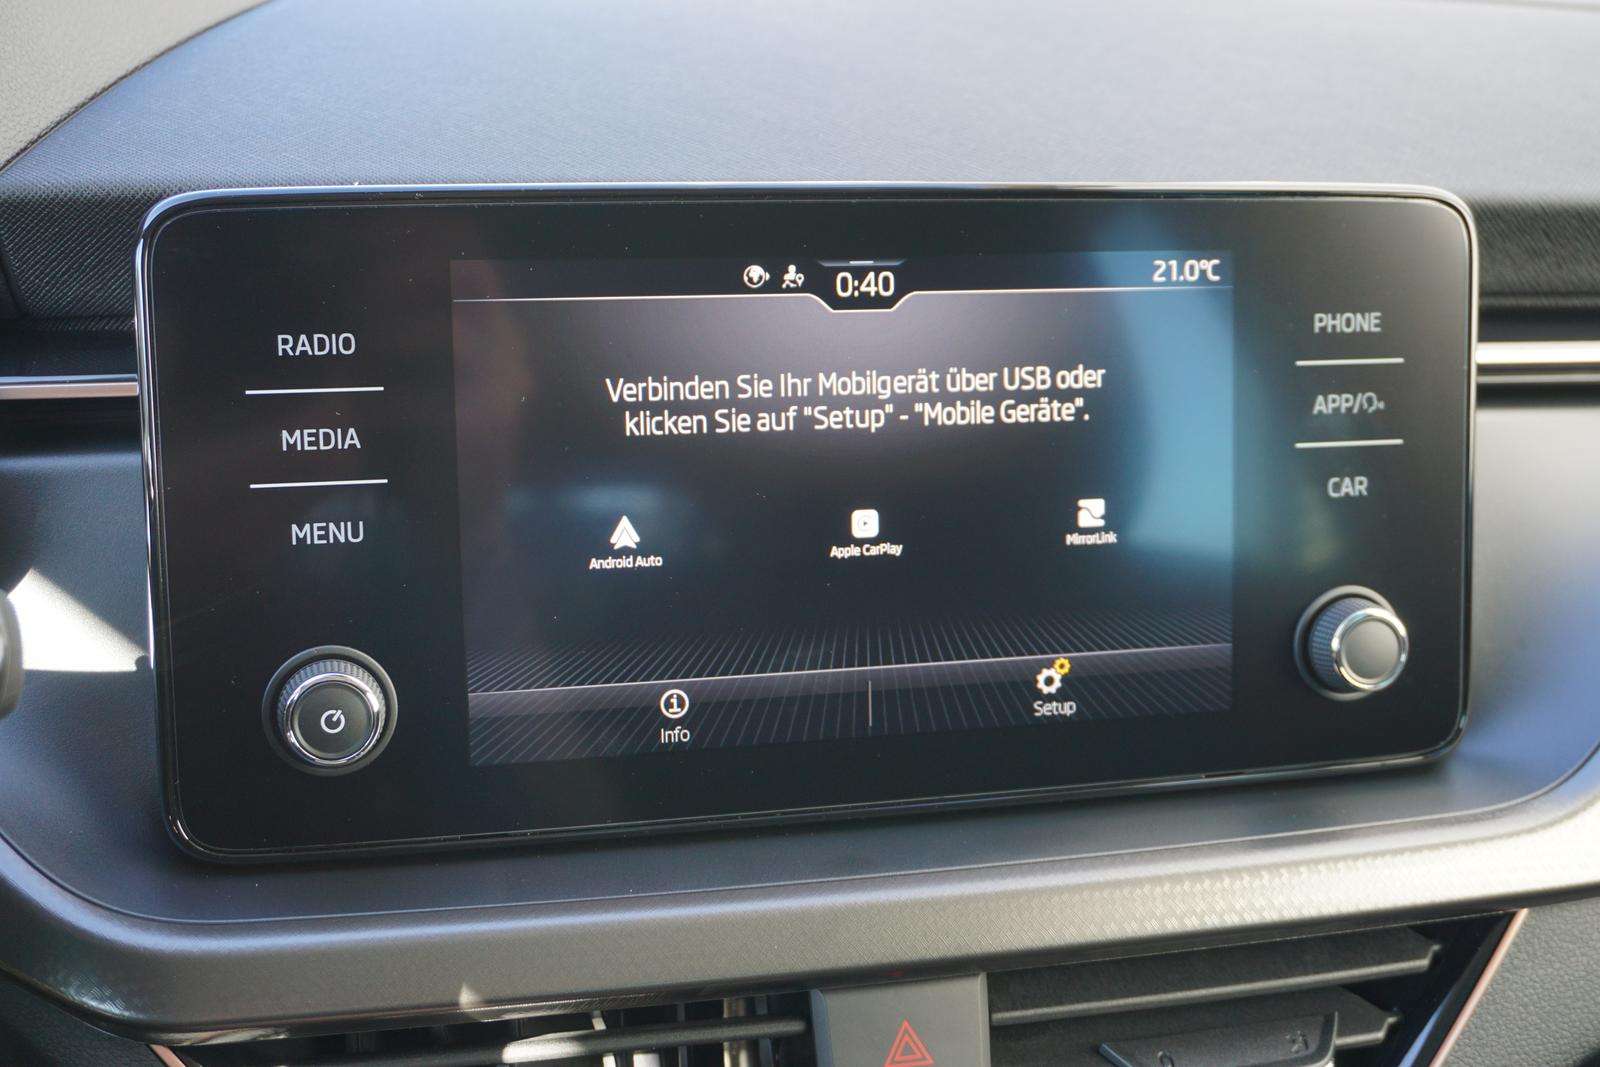 0:40
21.0°C
RADIO
MEDIA
MENU
Verbinden Sie Ihr Mobilgerät über USB oder
klicken Sie auf "Setup" - "Mobile Geräte".
Android Auto
Apple CarPlay
MirrorLink
Info
Setup
PHONE
APP/
CAR